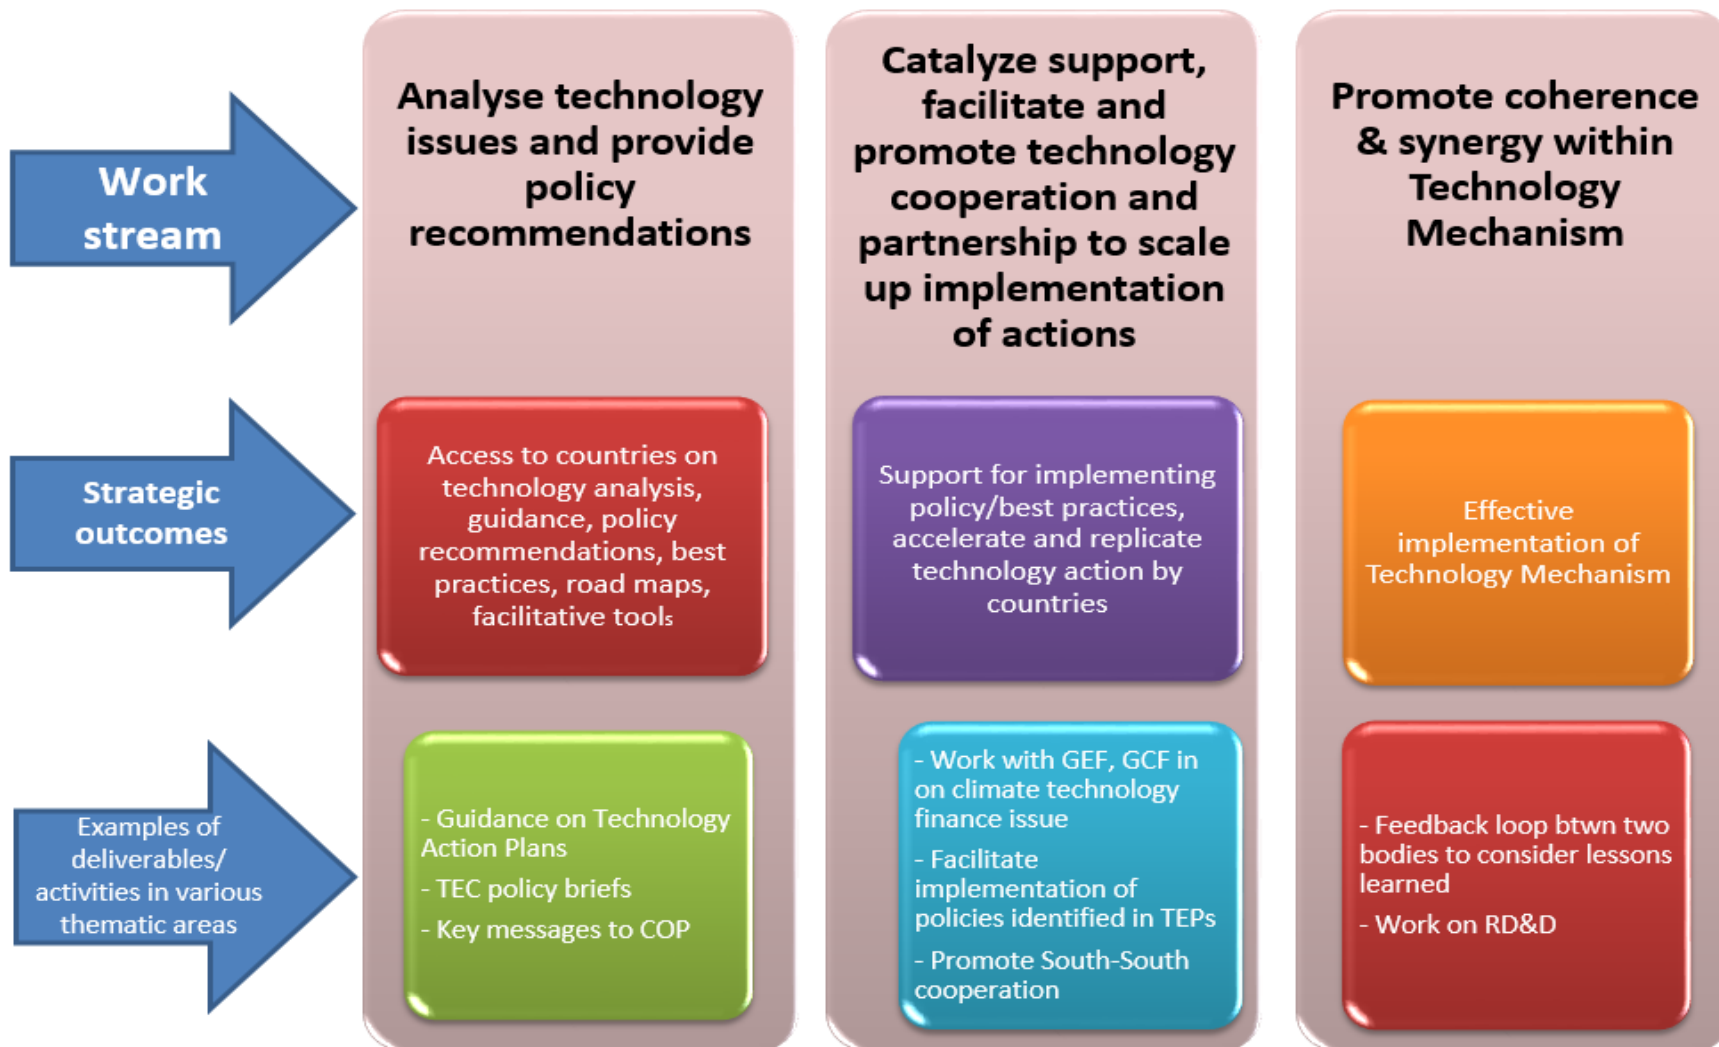 Work
stream
Analyse technology
issues and provide
policy
recommendations
Catalyze support,
facilitate and
promote technology
cooperation and
partnership to scale
up implementation
of actions
Promote coherence
& synergy within
Technology
Mechanism
Strategic
outcomes
Access to countries on
technology analysis,
guidance, policy
recommendations, best
practices, road maps,
facilitative tools
Support for implementing
policy/best practices,
accelerate and replicate
technology action by
countries
Effective
implementation of
Technology Mechanism
Examples of
deliverables/
activities in various
thematic areas
- Guidance on Technology
Action Plans
- TEC policy briefs
- Key messages to COP
- Work with GEF, GCF in
on climate technology
finance issue
- Facilitate
implementation of
policies identified in TEPs
- Promote South-South
cooperation
- Feedback loop btwn two
bodies to consider lessons
learned
- Work on RD&D